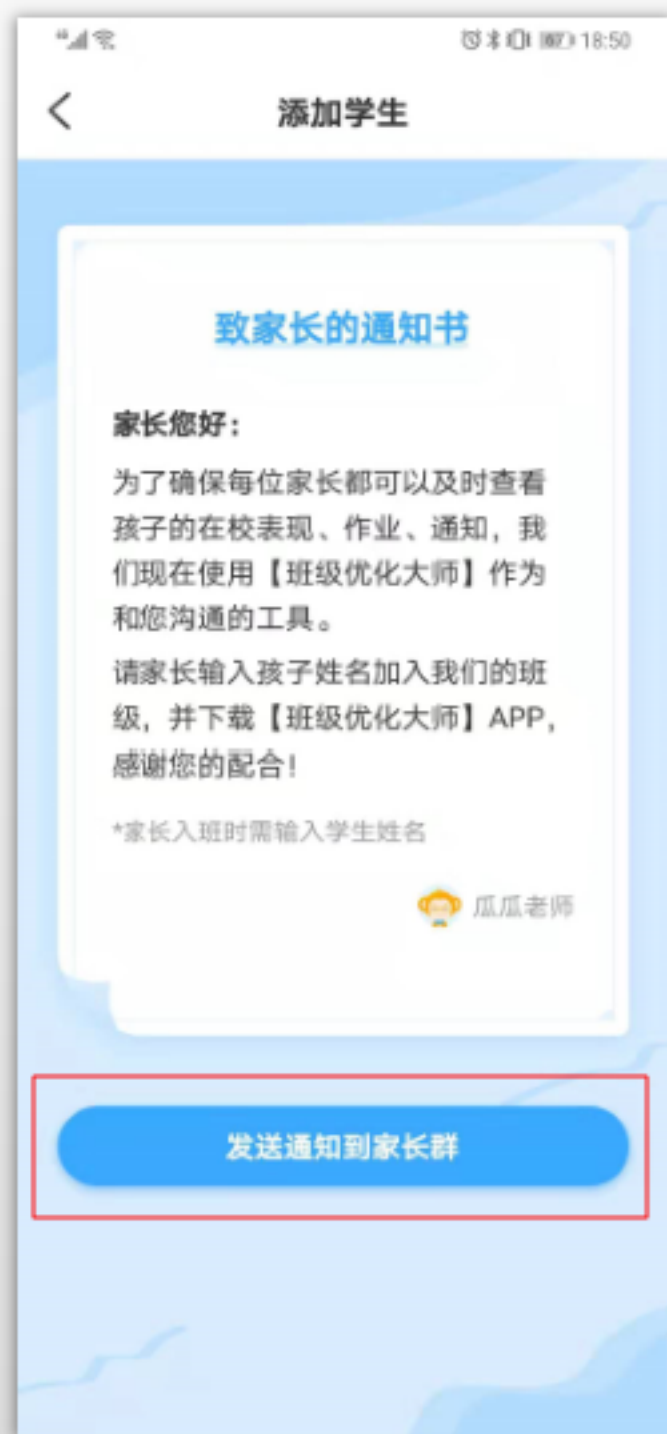 18:50
添加学生
致家长的通知书
家长您好：
为了确保每位家长都可以及时查看
孩子的在校表现、作业、通知，我
们现在使用【班级优化大师】作为
和您沟通的工具。
请家长输入孩子姓名加入我们的班
级，并下载【班级优化大师】APP，
感谢您的配合！
*家长入班时需输入学生姓名
瓜瓜老师
发送通知到家长群